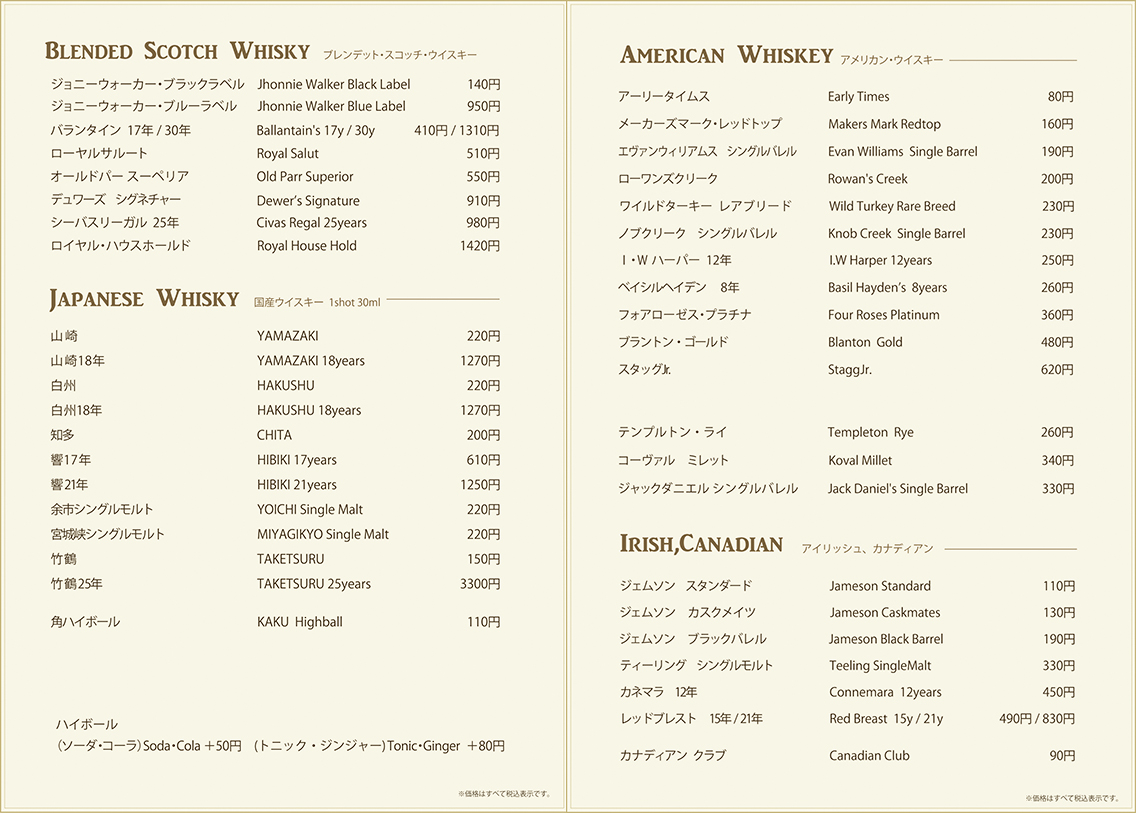 BLENDED SCOTCH WHISKY ブレンデット・スコッチ・ウイスキー
ジョニーウォーカー・ブラックラベル Jhonnie Walker Black Label 140円
ジョニーウォーカー・ブルーラベル Jhonnie Walker Blue Label 950円
バランタイン 17年 / 30年 Ballantain's 17y / 30y 410円 / 1310円
ローヤルサルート Royal Salut 510円
オールドパー スーペリア Old Parr Superior 550円
デュワーズ シグネチャー Dewer's Signature 910円
シーバスリーガル 25年 Civas Regal 25years 980円
ロイヤル・ハウスホールド Royal House Hold 1420円
JAPANESE WHISKY 国産ウイスキー 1shot 30ml
山崎 YAMAZAKI 220円
山崎18年 YAMAZAKI 18years 1270円
白州 HAKUSHU 220円
白州18年 HAKUSHU 18years 1270円
知多 CHITA 200円
響17年 HIBIKI 17years 610円
響21年 HIBIKI 21years 1250円
余市シングルモルト YOICHI Single Malt 220円
宮城峡シングルモルト MIYAGIKYO Single Malt 220円
竹鶴 TAKETSURU 150円
竹鶴25年 TAKETSURU 25years 3300円
角ハイボール KAKU Highball 110円
ハイボール
（ソーダ・コーラ）Soda・Cola ＋50円 （トニック・ジンジャー）Tonic・Ginger ＋80円
※価格はすべて税込表示です。
AMERICAN WHISKEY アメリカン・ウイスキー
アーリータイムス Early Times 80円
メーカーズマーク・レッドトップ Makers Mark Redtop 160円
エヴァンウィリアムス シングルバレル Evan Williams Single Barrel 190円
ローワンズクリーク Rowan's Creek 200円
ワイルドターキー レアブリード Wild Turkey Rare Breed 230円
ノブクリーク シングルバレル Knob Creek Single Barrel 230円
I・W ハーパー 12年 I.W Harper 12years 250円
ベイシルヘイデン 8年 Basil Hayden's 8years 260円
フォアローゼス・プラチナ Four Roses Platinum 360円
ブラントン・ゴールド Blanton Gold 480円
スタッグJr. StaggJr. 620円
テンプルトン・ライ Templeton Rye 260円
コーヴァル ミレット Koval Millet 340円
ジャックダニエル シングルバレル Jack Daniel's Single Barrel 330円
IRISH,CANADIAN アイリッシュ、カナディアン
ジェムソン スタンダード Jameson Standard 110円
ジェムソン カスクメイツ Jameson Caskmates 130円
ジェムソン ブラックバレル Jameson Black Barrel 190円
ティーリング シングルモルト Teeling SingleMalt 330円
カネマラ 12年 Connemara 12years 450円
レッドブレスト 15年 / 21年 Red Breast 15y / 21y 490円 / 830円
カナディアン クラブ Canadian Club 90円
※価格はすべて税込表示です。